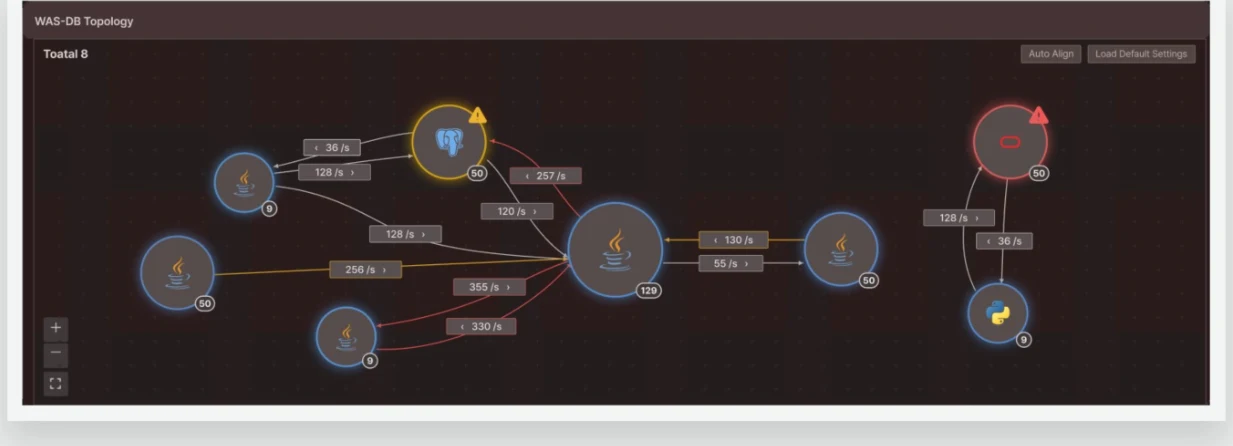 WAS-DB Topology
Toatal 8
Auto Align
Load Default Settings
‹ 36 /s
128 /s ›
50
‹ 257 /s
50
9
120 /s ›
128 /s ›
128 /s ›
‹ 130 /s
‹ 36 /s
256 /s ›
55 /s ›
50
355 /s ›
129
50
‹ 330 /s
9
9